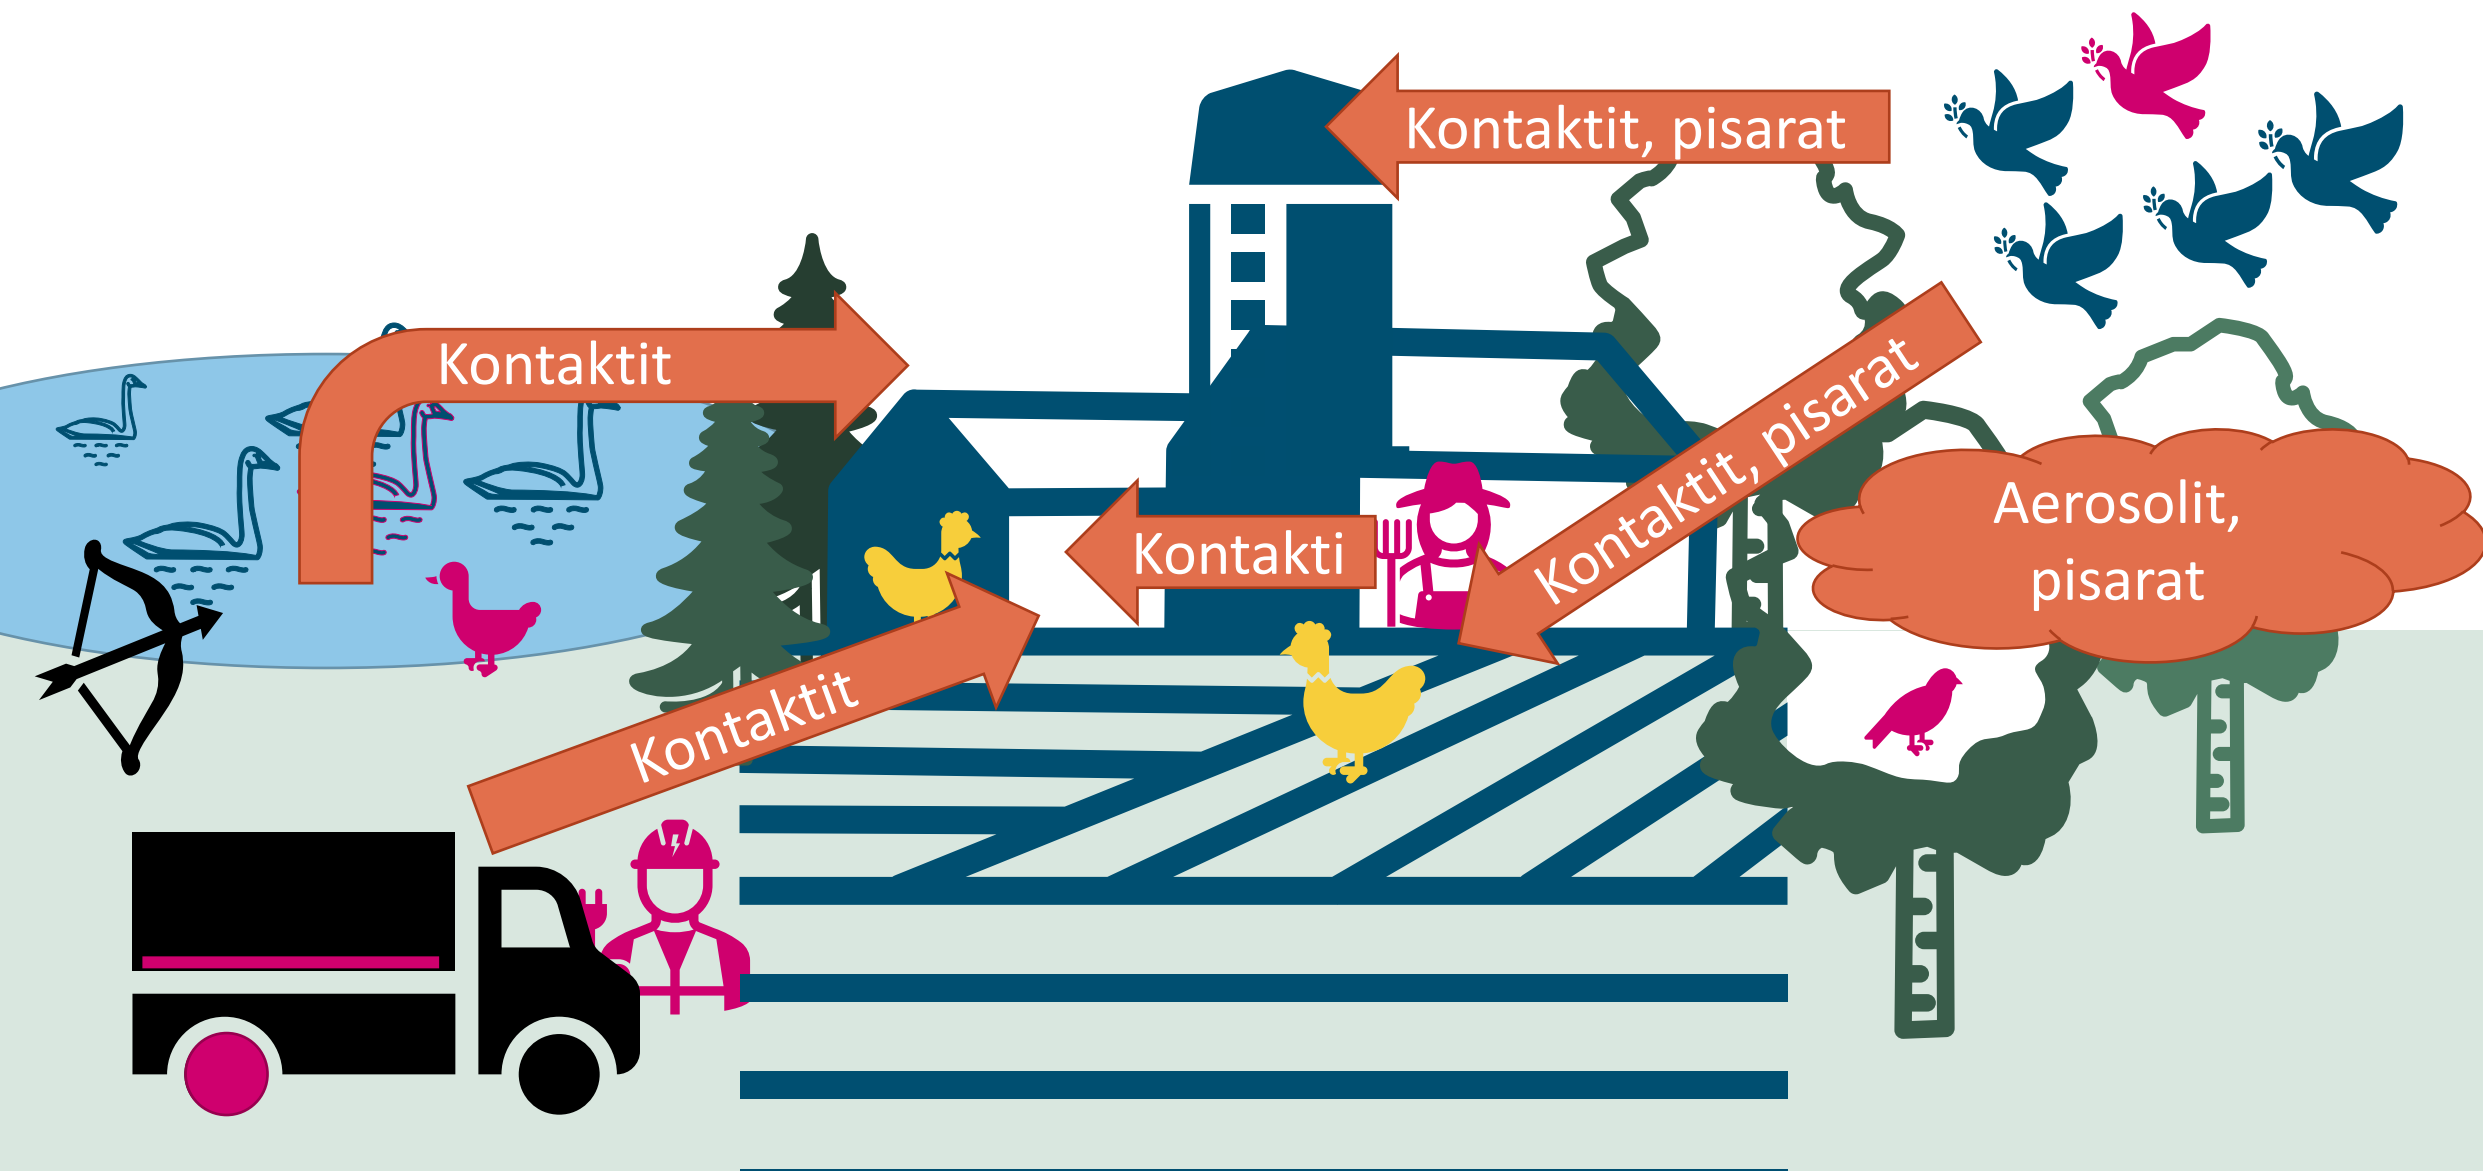 Kontaktit, pisarat
Kontaktit
Kontaktit, pisarat
Aerosolit,
pisarat
Kontakti
Kontaktit